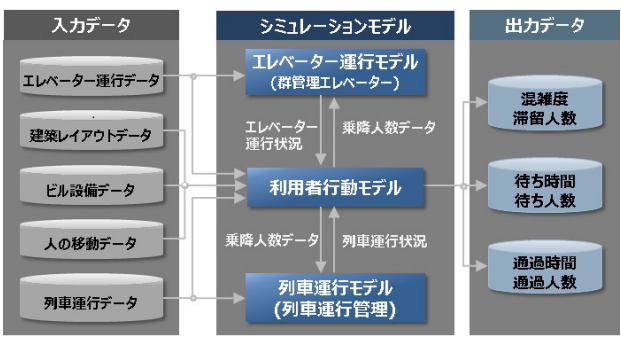 入力データ
シミュレーションモデル
出力データ
エレベーター運行データ
建築レイアウトデータ
ビル設備データ
人の移動データ
列車運行データ
エレベーター運行モデル
(群管理エレベーター)
エレベーター
運行状況
乗降人数データ
利用者行動モデル
乗降人数データ
列車運行状況
列車運行モデル
(列車運行管理)
混雑度
滞留人数
待ち時間
待ち人数
通過時間
通過人数